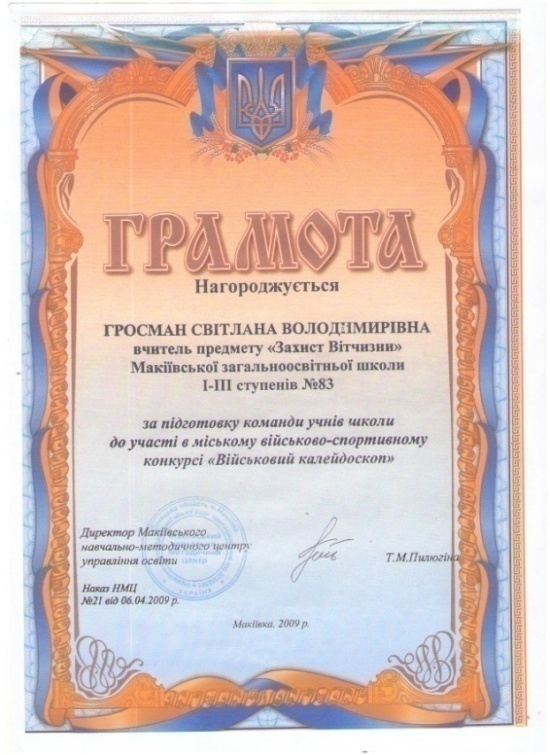 ГРАМОТА
Нагороджується
ГРОСМАН СВІТЛАНА ВОЛОДИМИРІВНА
вчитель предмету «Захист Вітчизни»
Макіївської загальноосвітньої школи
І-ІІІ ступенів №83
за підготовку команди учнів школи
до участі в міському військово-спортивному
конкурсі «Військовий калейдоскоп»
Директор Макіївського
навчально-методичного центру
управління освіти
Т.М.Пилюгіна
Наказ НМЦ
№21 від 06.04.2009 р.
Макіївка, 2009 р.
ЦЕНТР
УКРАЇНА